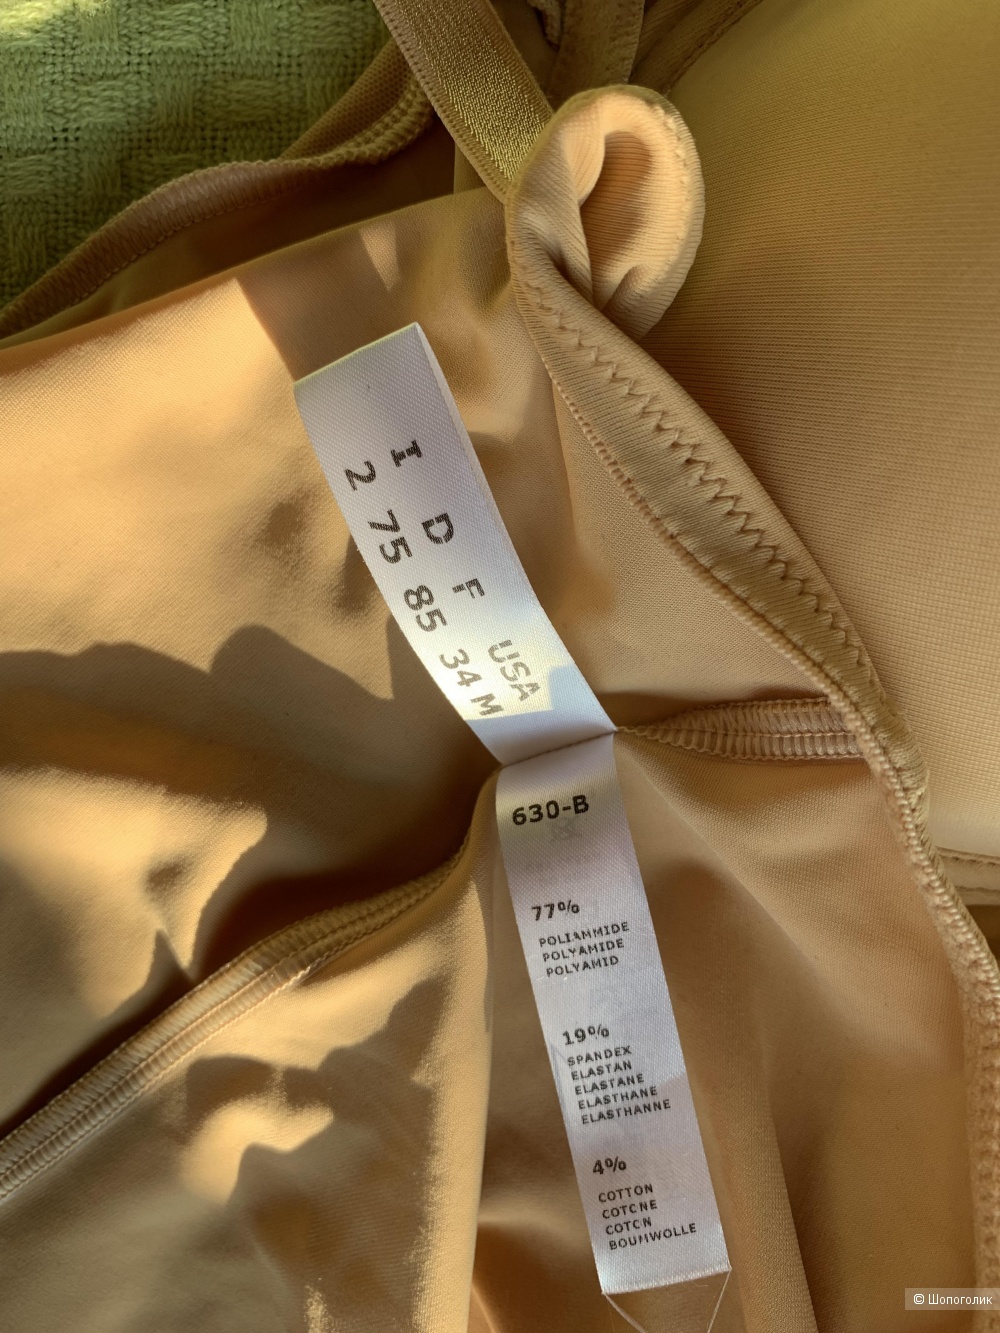 I D F USA
2 75 85 34 M
630-B
77%
POLIAMMIDE
POLYAMIDE
POLYAMID
19%
SPANDEX
ELASTAN
ELASTANE
ELASTHANE
ELASTHANNE
4%
COTTON
COTONE
COTON
BOUMWOLLE
© Шопоголик